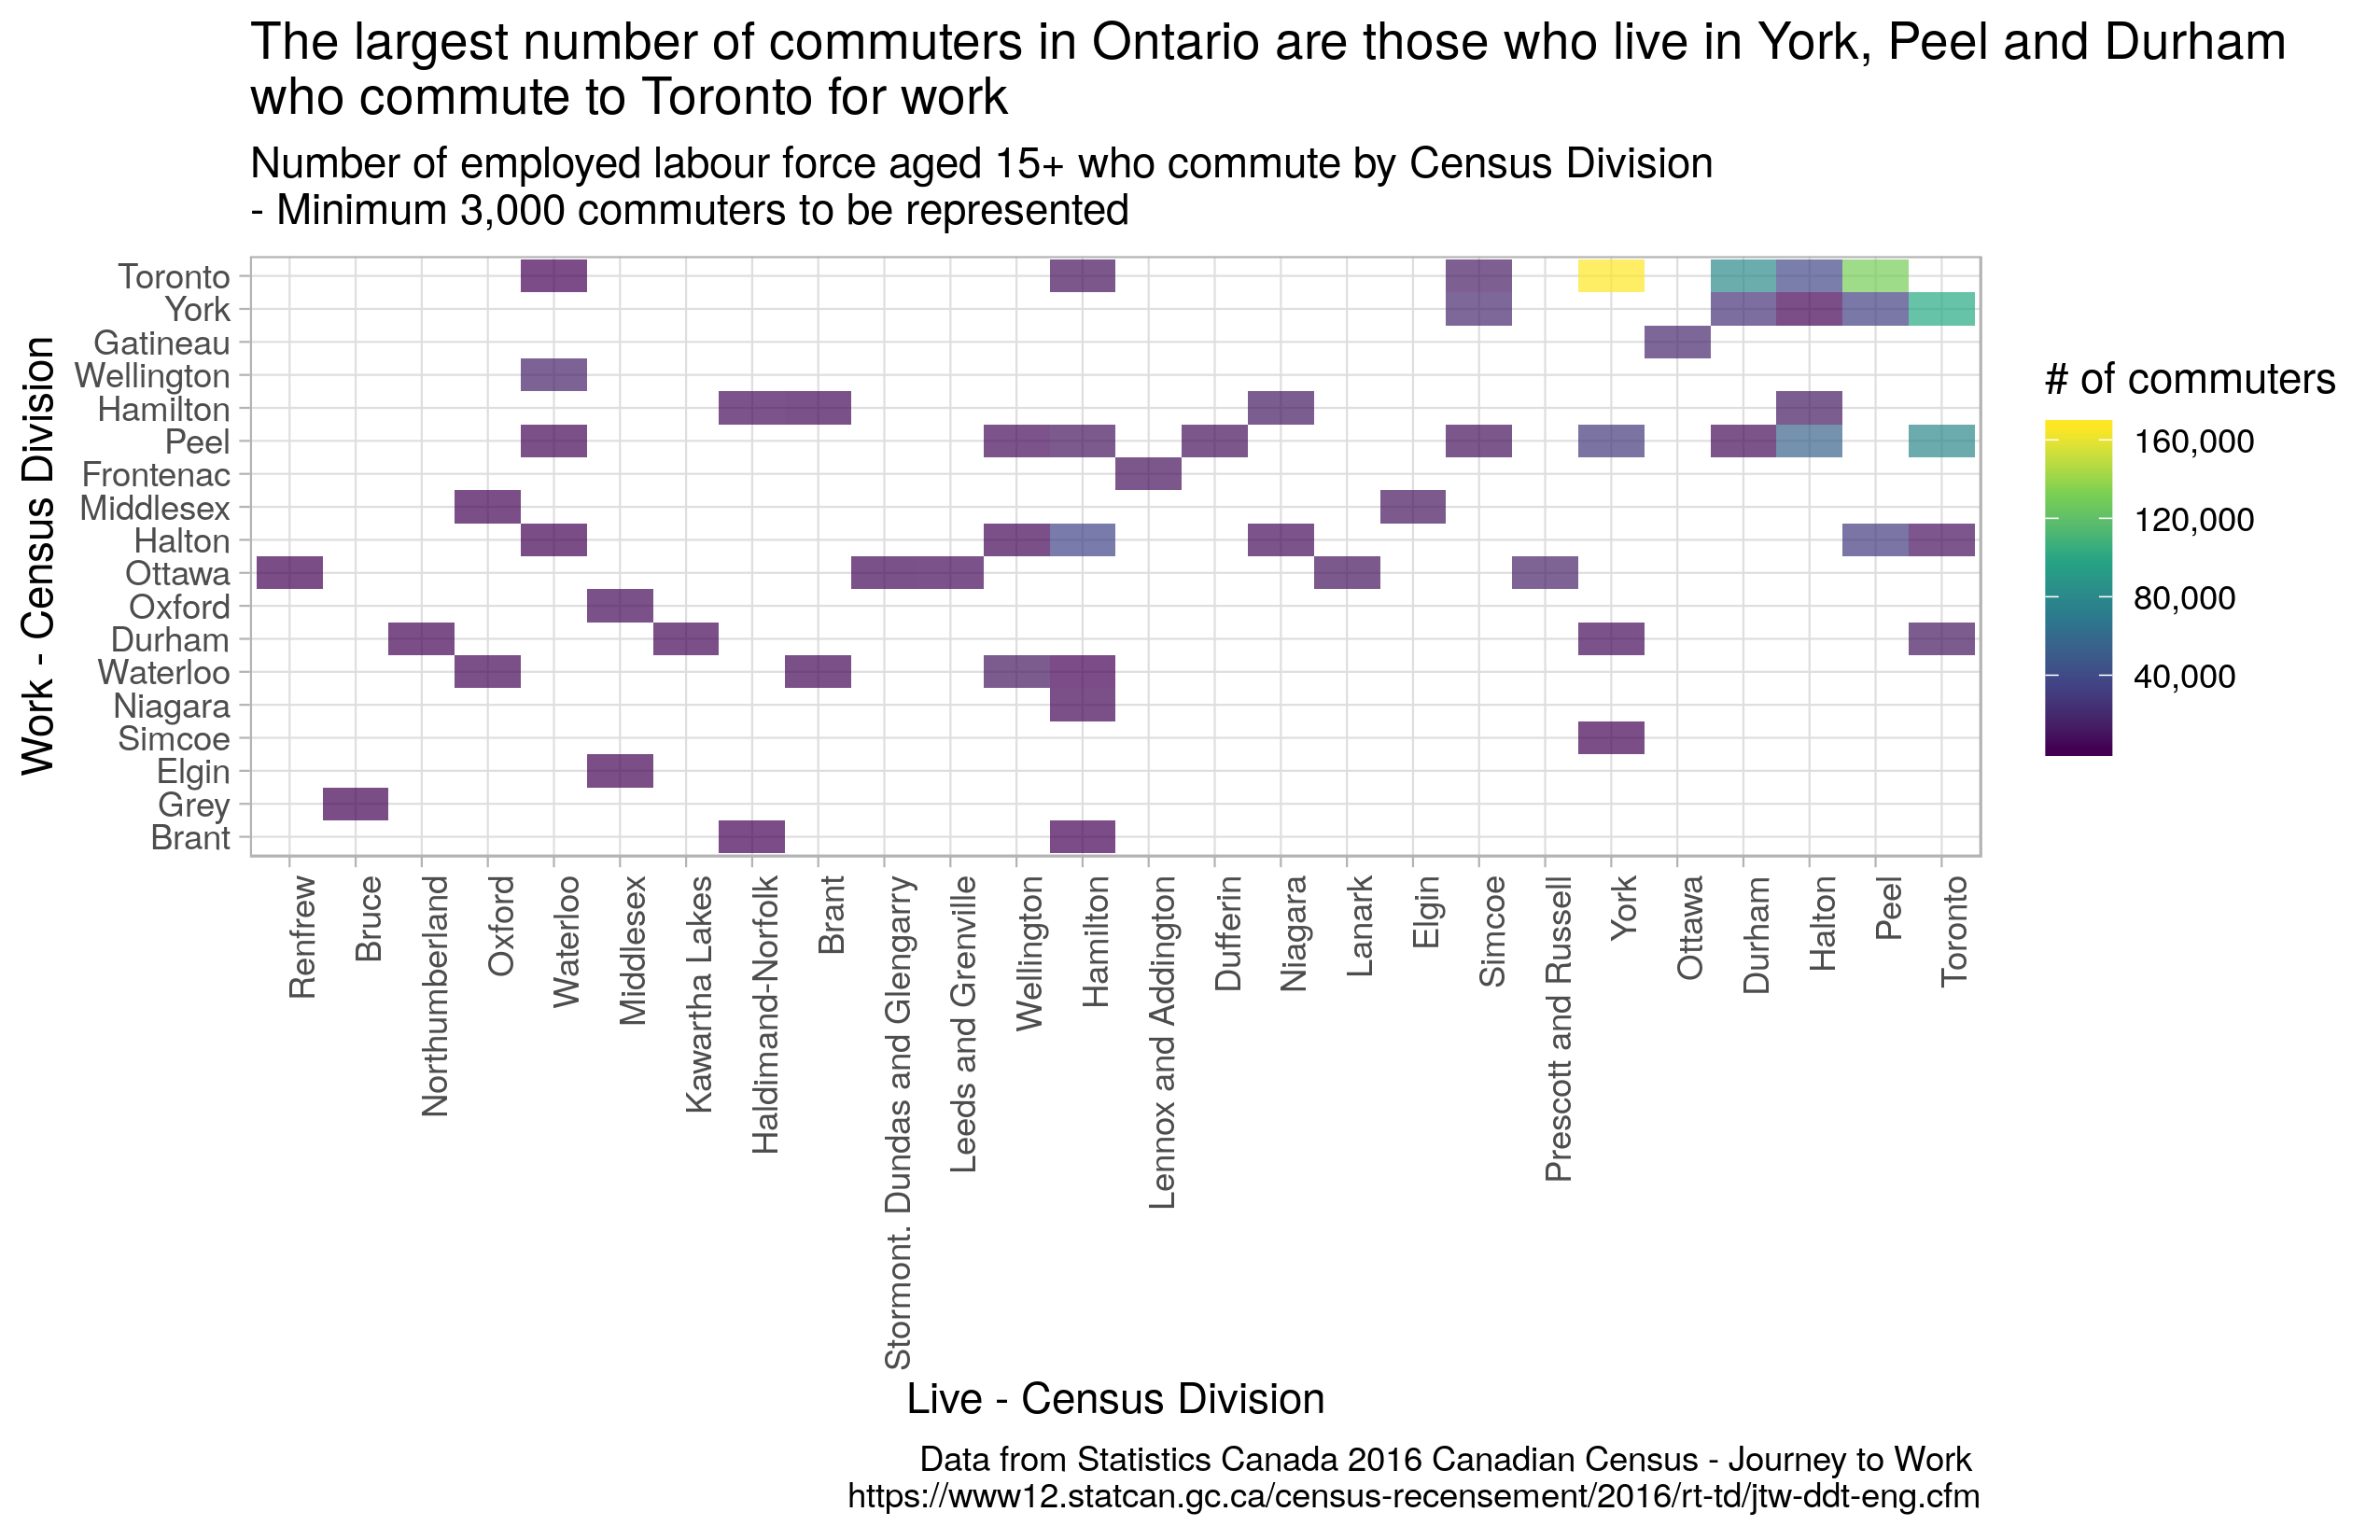 The largest number of commuters in Ontario are those who live in York, Peel and Durham
who commute to Toronto for work
Number of employed labour force aged 15+ who commute by Census Division
- Minimum 3,000 commuters to be represented
Work - Census Division
Toronto
York
Gatineau
Wellington
Hamilton
Peel
Frontenac
Middlesex
Halton
Ottawa
Oxford
Durham
Waterloo
Niagara
Simcoe
Elgin
Grey
Brant
# of commuters
160,000
120,000
80,000
40,000
Renfrew
Bruce
Northumberland
Oxford
Waterloo
Middlesex
Kawartha Lakes
Haldimand-Norfolk
Brant
Stormont. Dundas and Glengarry
Leeds and Grenville
Wellington
Hamilton
Lennox and Addington
Dufferin
Niagara
Lanark
Elgin
Simcoe
Prescott and Russell
York
Ottawa
Durham
Halton
Peel
Toronto
Live - Census Division
Data from Statistics Canada 2016 Canadian Census - Journey to Work
https://www12.statcan.gc.ca/census-recensement/2016/rt-td/jtw-ddt-eng.cfm